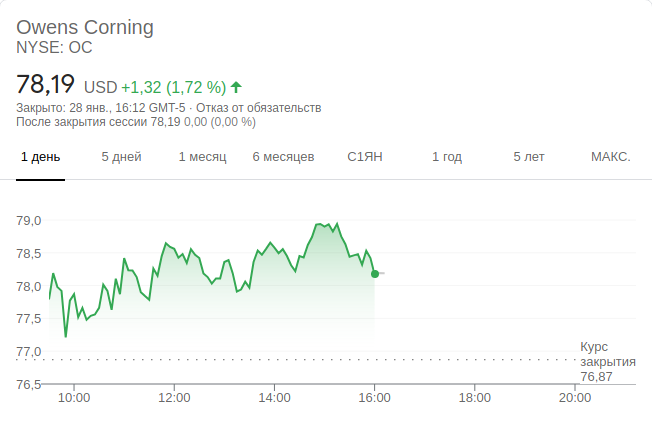 Owens Corning
NYSE: OC
78,19 USD +1,32 (1,72 %)
Закрыто: 28 янв., 16:12 GMT-5 · Отказ от обязательств
После закрытия сессии 78,19 0,00 (0,00 %)
1 день 5 дней 1 месяц 6 месяцев С1ЯН 1 год 5 лет МАКС.
79,0
78,5
78,0
77,5
77,0
Курс
закрытия
76,87
76,5
10:00 12:00 14:00 16:00 18:00 20:00